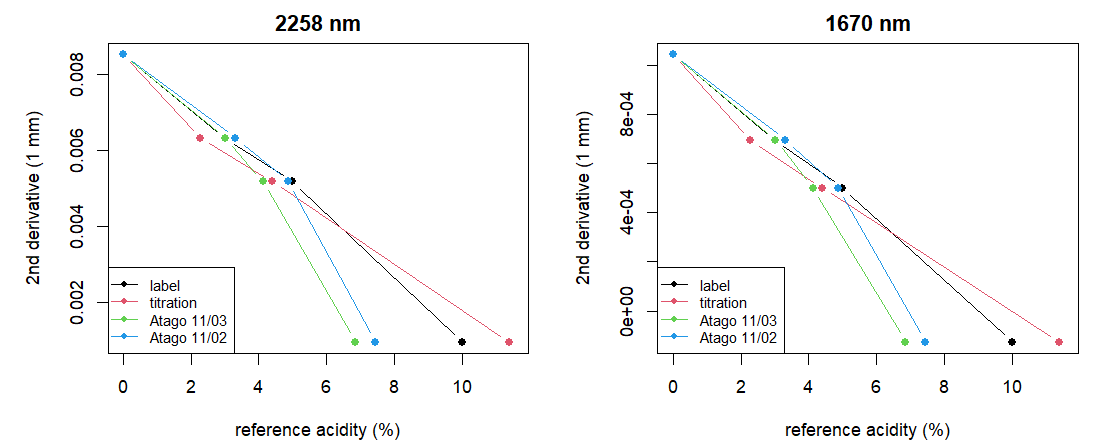 2258 nm
2nd derivative (1 mm)
0.008
0.006
0.004
0.002
label
titration
Atago 11/03
Atago 11/02
0 2 4 6 8 10
reference acidity (%)
1670 nm
2nd derivative (1 mm)
8e-04
4e-04
0e+00
label
titration
Atago 11/03
Atago 11/02
0 2 4 6 8 10
reference acidity (%)